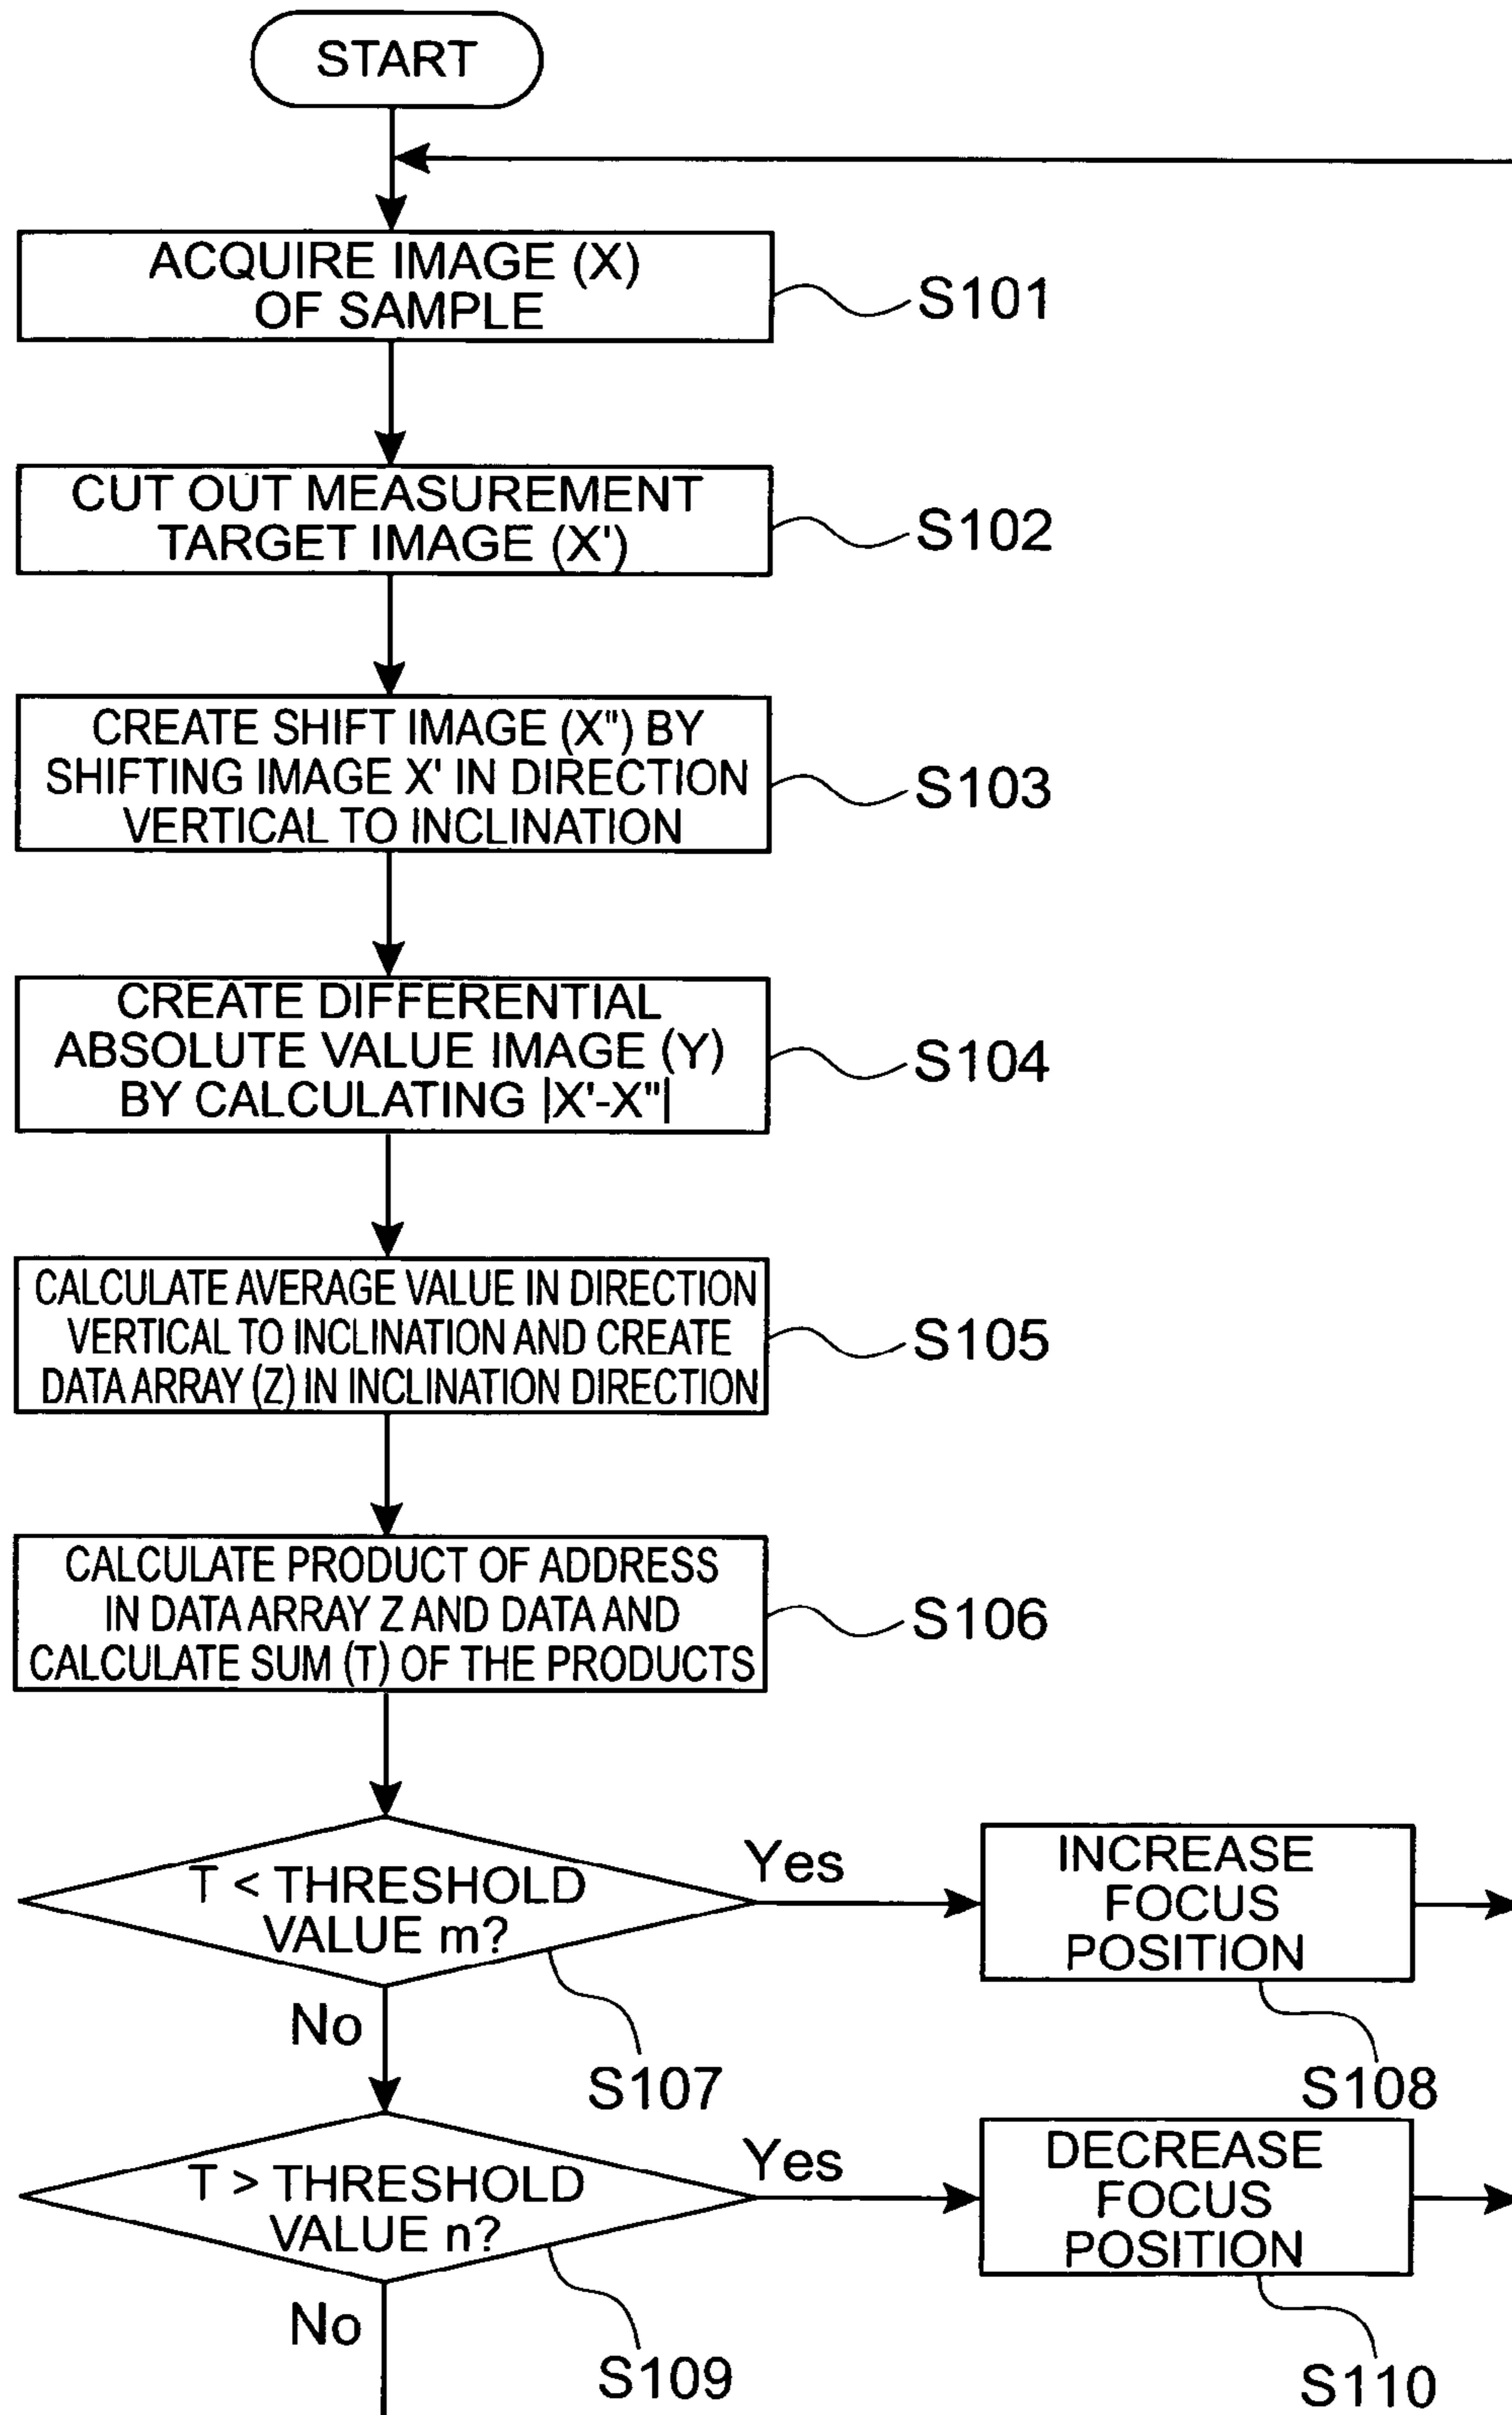 START
ACQUIRE IMAGE (X)
OF SAMPLE
S101
CUT OUT MEASUREMENT
TARGET IMAGE (X')
S102
CREATE SHIFT IMAGE (X") BY
SHIFTING IMAGE X' IN DIRECTION
VERTICAL TO INCLINATION
S103
CREATE DIFFERENTIAL
ABSOLUTE VALUE IMAGE (Y)
BY CALCULATING |X'-X"|
S104
CALCULATE AVERAGE VALUE IN DIRECTION
VERTICAL TO INCLINATION AND CREATE
DATA ARRAY (Z) IN INCLINATION DIRECTION
S105
CALCULATE PRODUCT OF ADDRESS
IN DATA ARRAY Z AND DATA AND
CALCULATE SUM (T) OF THE PRODUCTS
S106
T < THRESHOLD
VALUE m?
Yes
No
S107
INCREASE
FOCUS
POSITION
S108
T > THRESHOLD
VALUE n?
Yes
No
S109
DECREASE
FOCUS
POSITION
S110